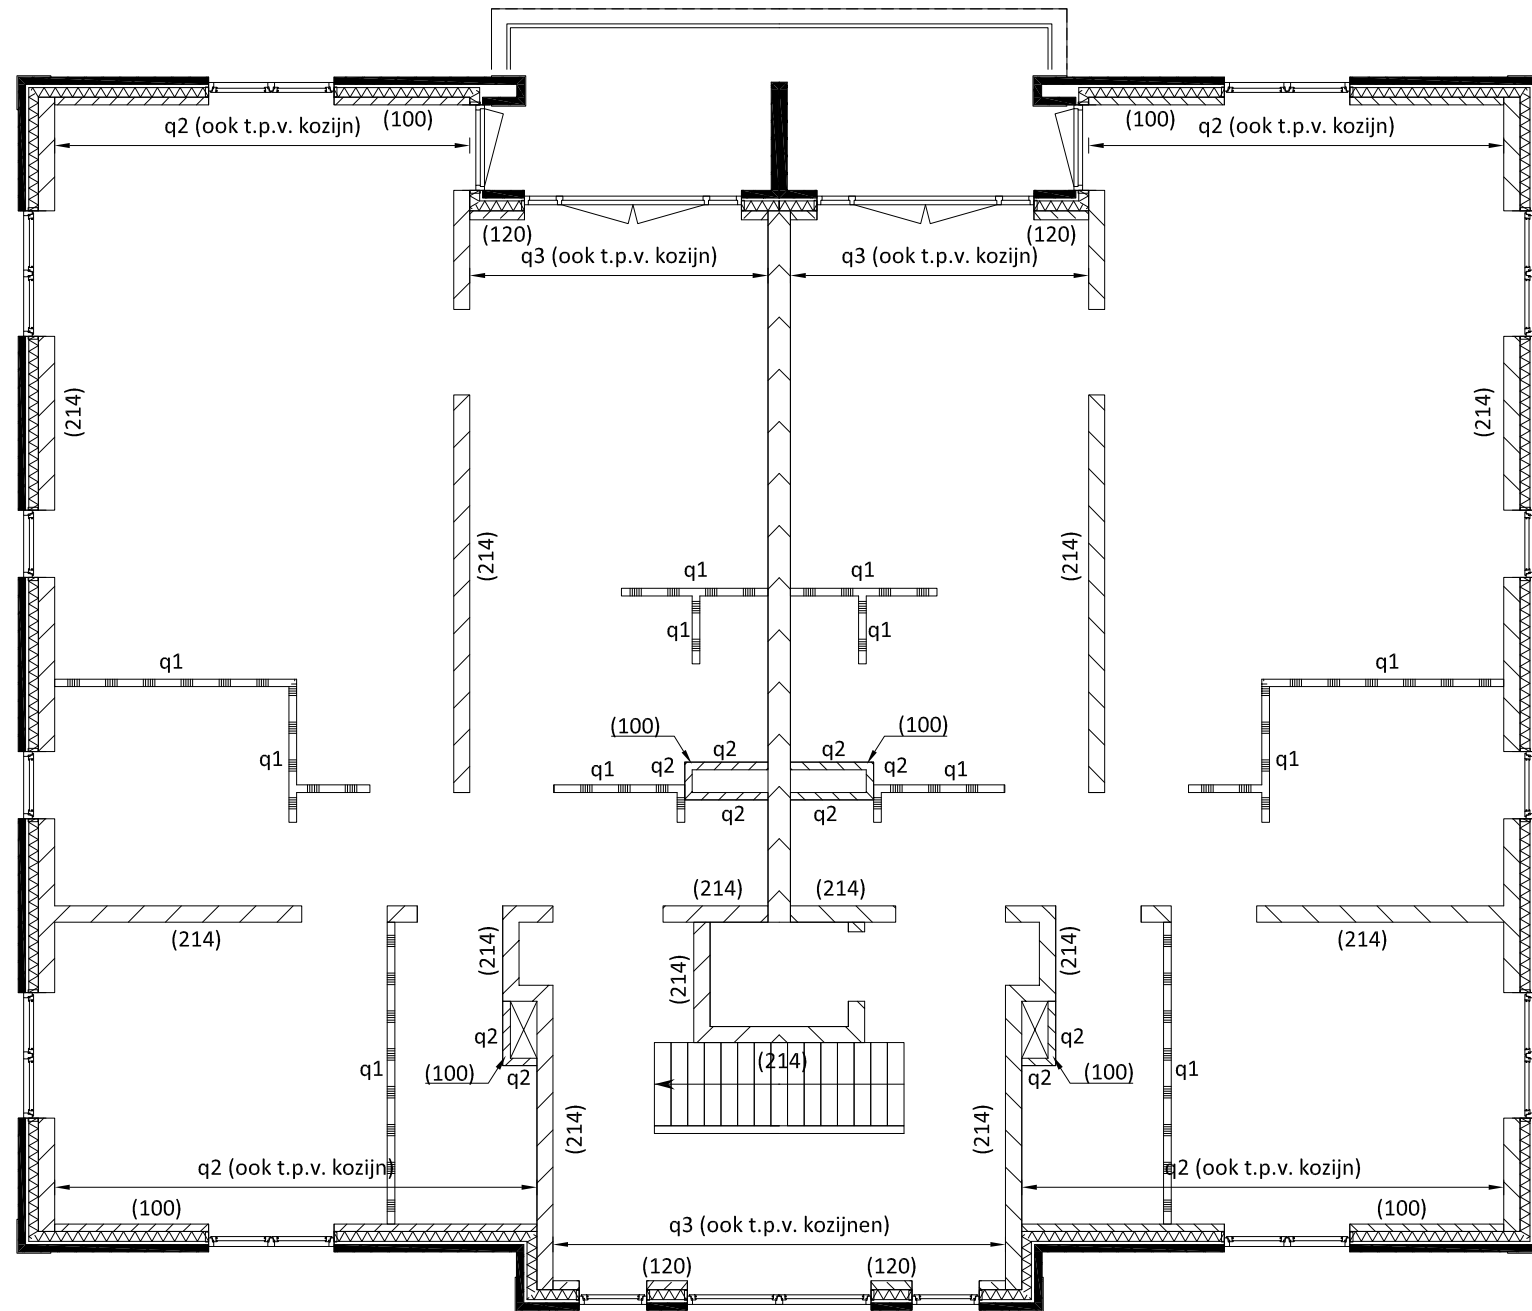 (100)
(100)
q2 (ook t.p.v. kozijn)
q2 (ook t.p.v. kozijn)
(120)
(120)
q3 (ook t.p.v. kozijn)
q3 (ook t.p.v. kozijn)
(214)
(214)
(214)
(214)
q1
q1
q1
q1
q1
q1
(100)
(100)
q2
q2
q1
q1
q1
q2
q2
q1
q2
q2
(214)
(214)
(214)
(214)
(214)
(214)
(214)
q2
q2
(214)
q1
(100)
q2
q2
(100)
q1
(214)
(214)
q2 (ook t.p.v. kozijn)
q2 (ook t.p.v. kozijn)
(100)
(100)
q3 (ook t.p.v. kozijnen)
(120)
(120)